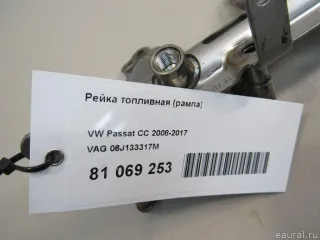 Рейка топливная (рампа)
VW Passat CC 2008-2017
VAG 06J133317M
81 069 253
eaural.ru